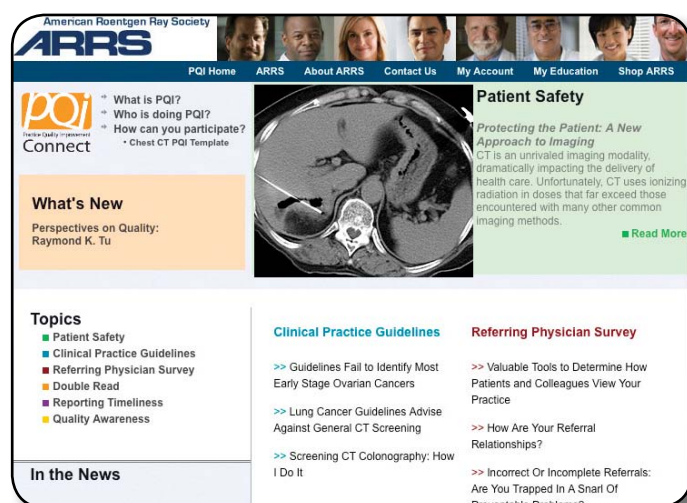 American Roentgen Ray Society
ARRS
PQI Home ARRS About ARRS Contact Us My Account My Education Shop ARRS
PQi
Practice Quality Improvement
Connect
What is PQI?
Who is doing PQI?
How can you participate?
• Chest CT PQI Template
What's New
Perspectives on Quality:
Raymond K. Tu
Patient Safety
Protecting the Patient: A New
Approach to Imaging
CT is an unrivaled imaging modality,
dramatically impacting the delivery of
health care. Unfortunately, CT uses ionizing
radiation in doses that far exceed those
encountered with many other common
imaging methods.
Read More
Topics
Patient Safety
Clinical Practice Guidelines
Referring Physician Survey
Double Read
Reporting Timeliness
Quality Awareness
In the News
Clinical Practice Guidelines
>> Guidelines Fail to Identify Most
Early Stage Ovarian Cancers
>> Lung Cancer Guidelines Advise
Against General CT Screening
>> Screening CT Colonography: How
I Do It
Referring Physician Survey
>> Valuable Tools to Determine How
Patients and Colleagues View Your
Practice
>> How Are Your Referral
Relationships?
>> Incorrect Or Incomplete Referrals:
Are You Trapped In A Snarl Of